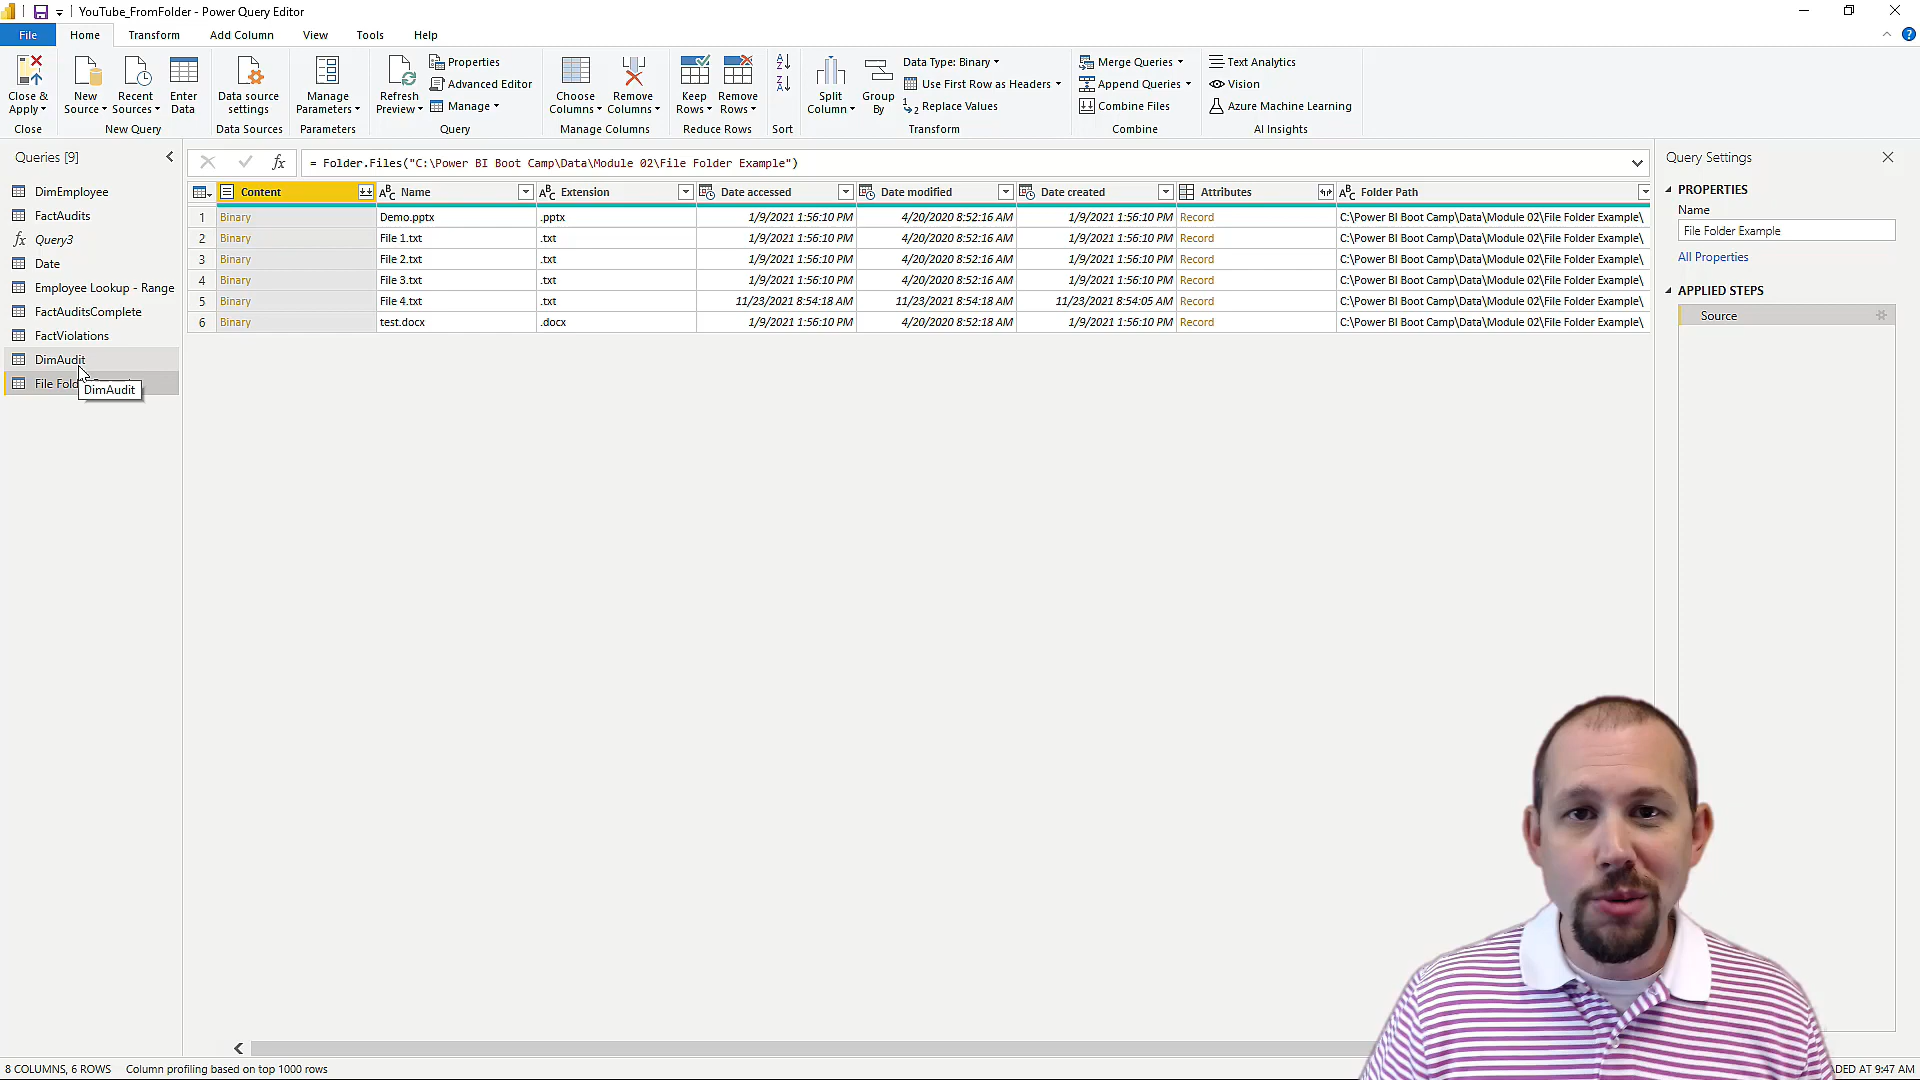 YouTube_FromFolder - Power Query Editor
File Home Transform Add Column View Tools Help
Close & Apply New Source Recent Sources Enter Data Data source settings Manage Parameters Refresh Preview Properties Advanced Editor Manage Choose Columns Remove Columns Keep Rows Remove Rows Split Column Group By Data Type: Binary Use First Row as Headers Replace Values Merge Queries Append Queries Combine Files Text Analytics Vision Azure Machine Learning
Close New Query Data Sources Parameters Query Manage Columns Reduce Rows Sort Transform Combine AI Insights
Queries [9]
DimEmployee
FactAudits
Query3
Date
Employee Lookup - Range
FactAuditsComplete
FactViolations
DimAudit
File Fold
DimAudit
fx = Folder.Files("C:\Power BI Boot Camp\Data\Module 02\File Folder Example")
Content Name Extension Date accessed Date modified Date created Attributes Folder Path
1 Binary Demo.pptx .pptx 1/9/2021 1:56:10 PM 4/20/2020 8:52:16 AM 1/9/2021 1:56:10 PM Record C:\Power BI Boot Camp\Data\Module 02\File Folder Example\
2 Binary File 1.txt .txt 1/9/2021 1:56:10 PM 4/20/2020 8:52:16 AM 1/9/2021 1:56:10 PM Record C:\Power BI Boot Camp\Data\Module 02\File Folder Example\
3 Binary File 2.txt .txt 1/9/2021 1:56:10 PM 4/20/2020 8:52:16 AM 1/9/2021 1:56:10 PM Record C:\Power BI Boot Camp\Data\Module 02\File Folder Example\
4 Binary File 3.txt .txt 1/9/2021 1:56:10 PM 4/20/2020 8:52:16 AM 1/9/2021 1:56:10 PM Record C:\Power BI Boot Camp\Data\Module 02\File Folder Example\
5 Binary File 4.txt .txt 11/23/2021 8:54:18 AM 11/23/2021 8:54:18 AM 11/23/2021 8:54:05 AM Record C:\Power BI Boot Camp\Data\Module 02\File Folder Example\
6 Binary test.docx .docx 1/9/2021 1:56:10 PM 4/20/2020 8:52:18 AM 1/9/2021 1:56:10 PM Record C:\Power BI Boot Camp\Data\Module 02\File Folder Example\
Query Settings
PROPERTIES
Name
File Folder Example
All Properties
APPLIED STEPS
Source
8 COLUMNS, 6 ROWS Column profiling based on top 1000 rows
AT 9:47 AM